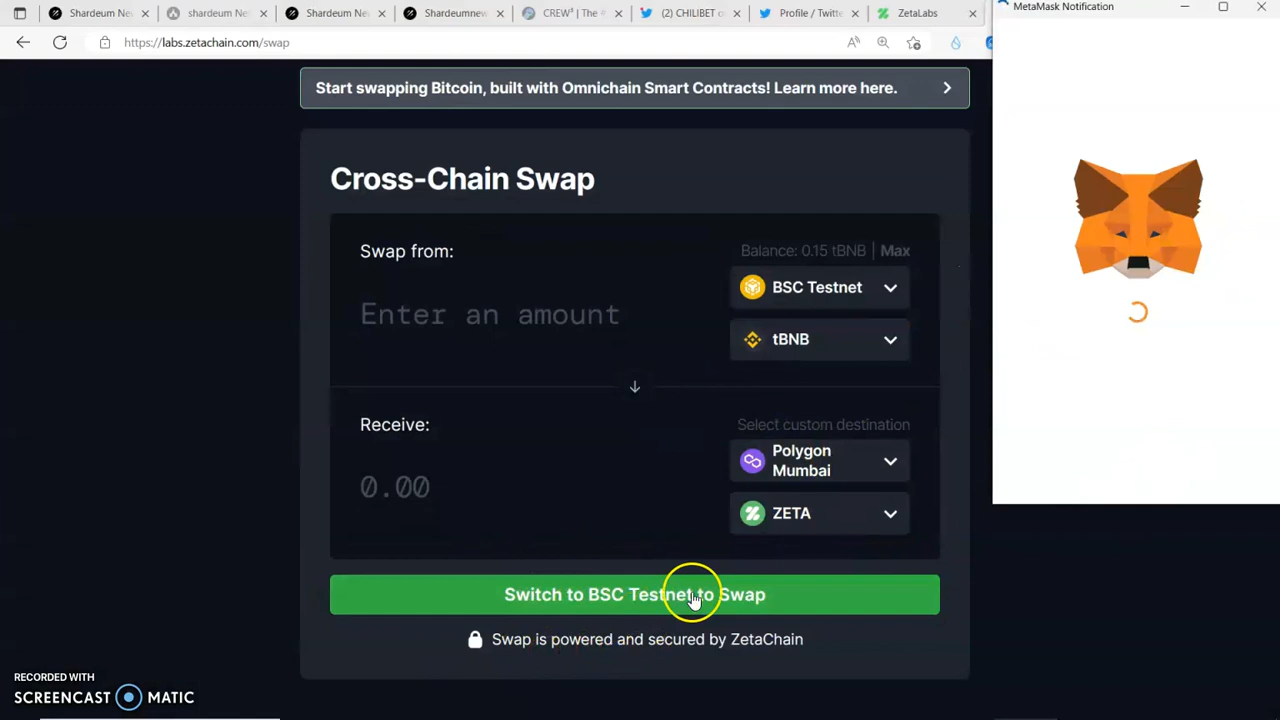 Shardeum Ne
shardeum Ne
Shardeum Ne
Shardeumnew
CREW³ | The
(2) CHILIBET o
Profile / Twitte
ZetaLabs
MetaMask Notification
https://labs.zetachain.com/swap
Start swapping Bitcoin, built with Omnichain Smart Contracts! Learn more here.
Cross-Chain Swap
Swap from:
Balance: 0.15 tBNB | Max
BSC Testnet
Enter an amount
tBNB
Receive:
Select custom destination
Polygon
Mumbai
0.00
ZETA
Switch to BSC Testnet to Swap
Swap is powered and secured by ZetaChain
RECORDED WITH
SCREENCAST MATIC